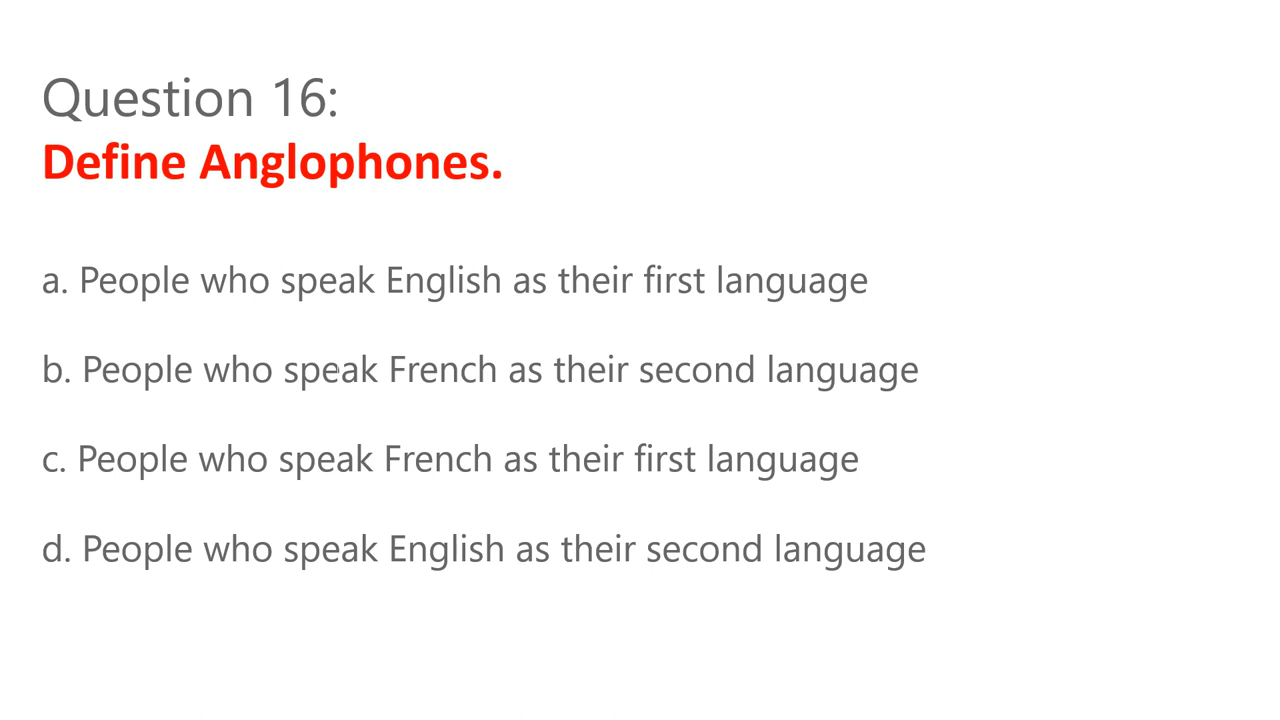 Question 16:
Define Anglophones.
a. People who speak English as their first language
b. People who speak French as their second language
c. People who speak French as their first language
d. People who speak English as their second language